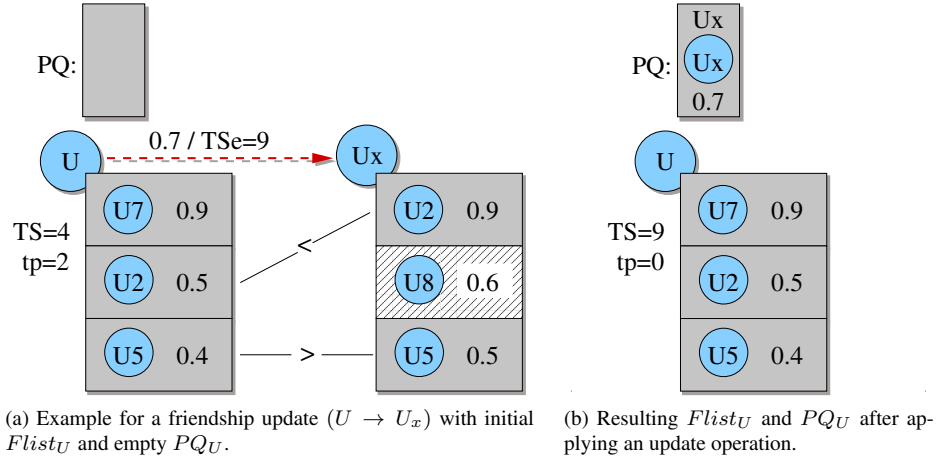 PQ:
U
0.7 / TSe=9
Ux
TS=4
tp=2
U7 0.9
U2 0.5
U5 0.4
<
>
U2 0.9
U8 0.6
U5 0.5
(a) Example for a friendship update (U → Ux) with initial
FlistU and empty PQU.
PQ:
Ux
Ux
0.7
U
TS=9
tp=0
U7 0.9
U2 0.5
U5 0.4
(b) Resulting FlistU and PQU after ap-
plying an update operation.